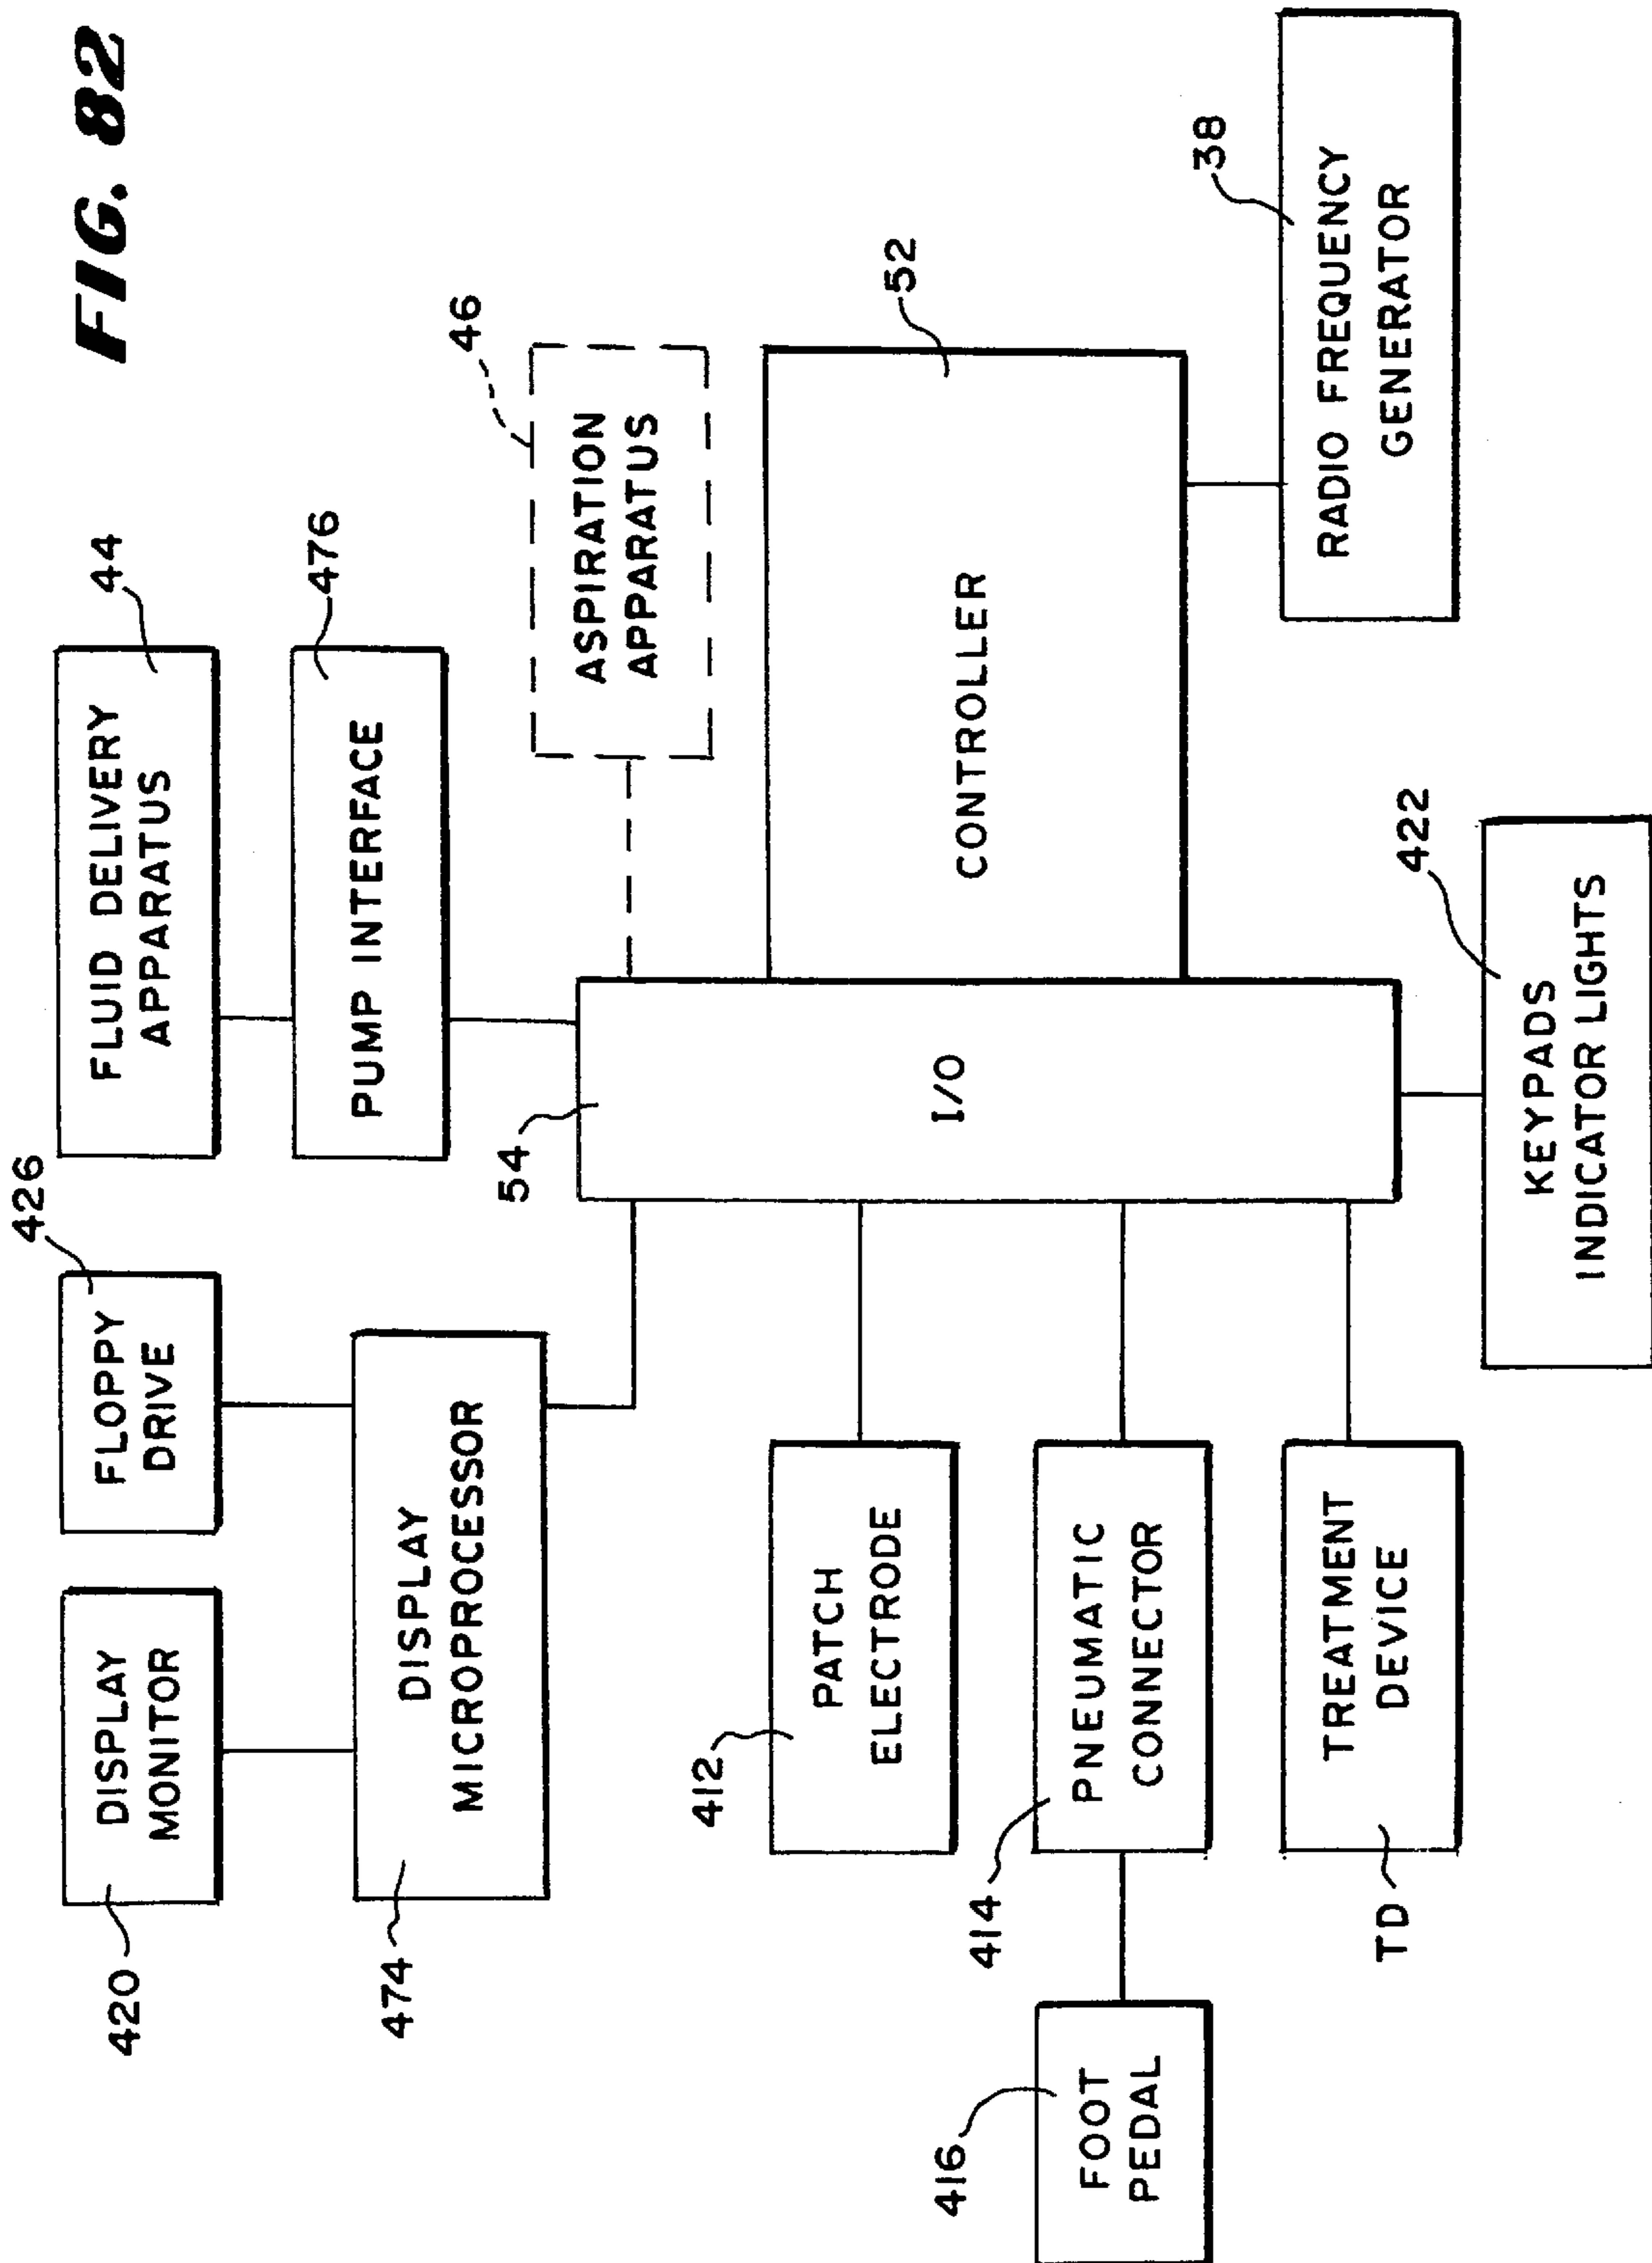 FIG. 82
420
DISPLAY
MONITOR
426
FLOPPY
DRIVE
44
FLUID DELIVERY
APPARATUS
474
DISPLAY
MICROPROCESSOR
476
PUMP INTERFACE
46
ASPIRATION
APPARATUS
54
I/O
52
CONTROLLER
412
PATCH
ELECTRODE
416
FOOT
PEDAL
414
PNEUMATIC
CONNECTOR
TD
TREATMENT
DEVICE
422
KEYPADS
INDICATOR LIGHTS
38
RADIO FREQUENCY
GENERATOR